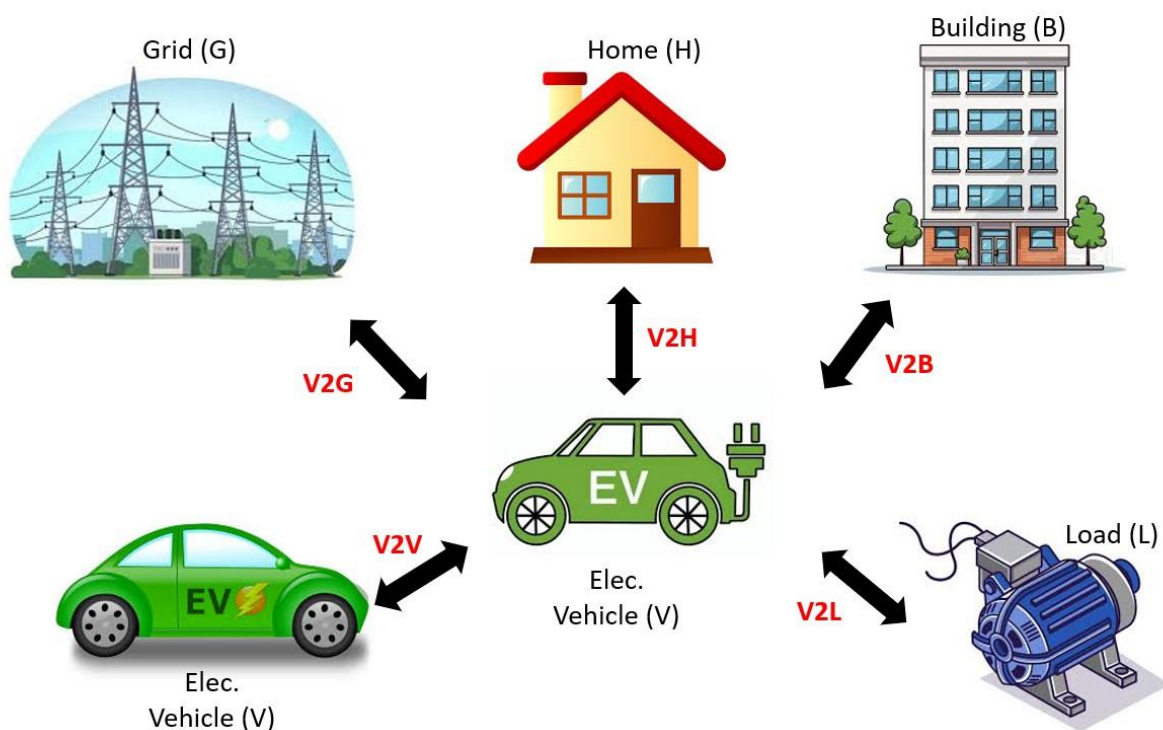 Grid (G)
Home (H)
Building (B)
V2G
V2H
V2B
EV
V2V
EV
Elec.
Vehicle (V)
Load (L)
V2L
Elec.
Vehicle (V)